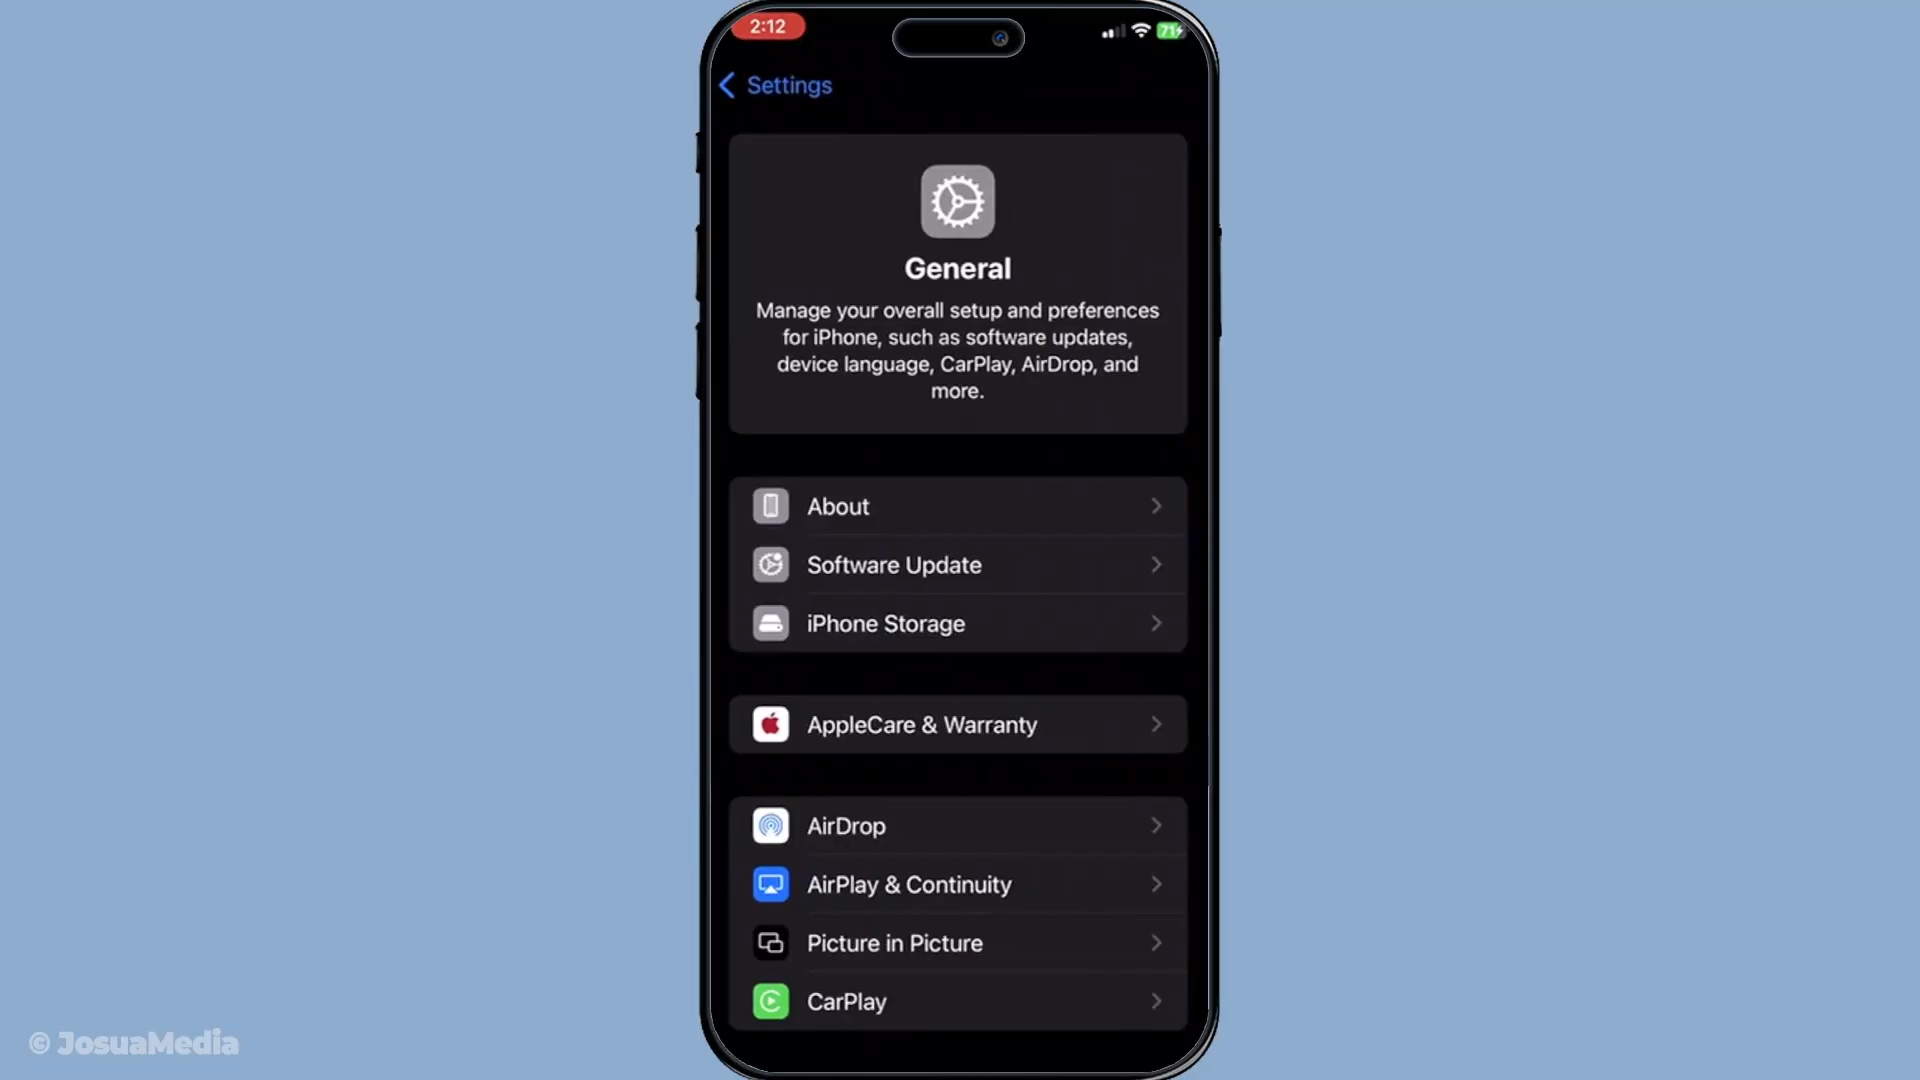 2:12
71
Settings
General
Manage your overall setup and preferences
for iPhone, such as software updates,
device language, CarPlay, AirDrop, and
more.
About
Software Update
iPhone Storage
AppleCare & Warranty
AirDrop
AirPlay & Continuity
Picture in Picture
CarPlay
© JosuaMedia